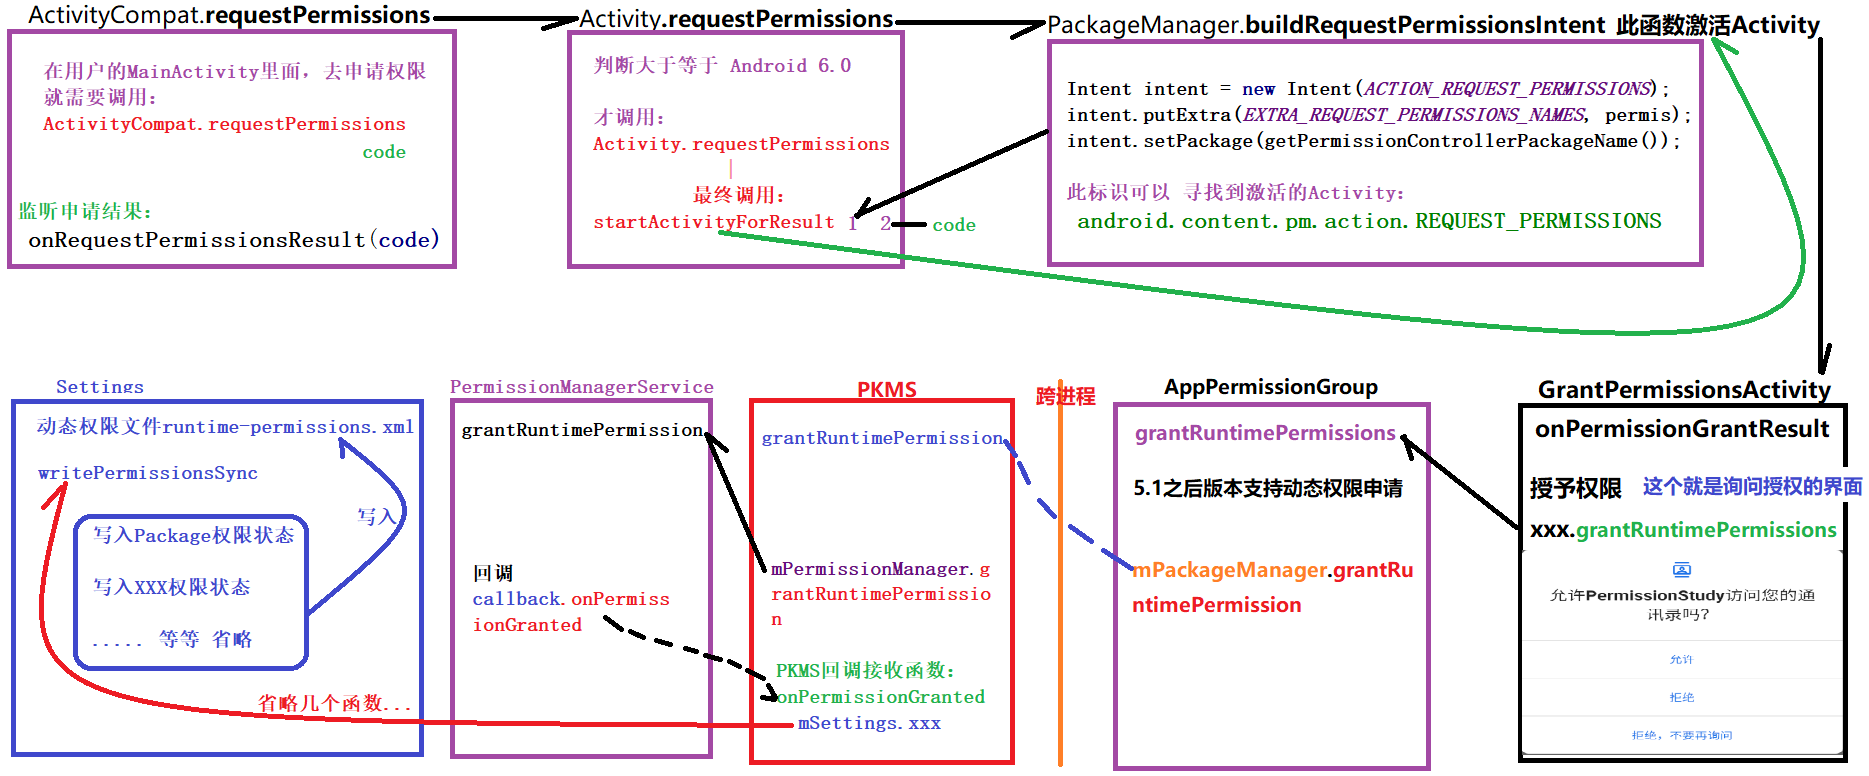 ActivityCompat.requestPermissions
在用户的MainActivity里面，去申请权限
就需要调用：
ActivityCompat.requestPermissions
code
监听申请结果：
onRequestPermissionsResult(code)
Activity.requestPermissions
判断大于等于 Android 6.0
才调用：
Activity.requestPermissions
最终调用：
startActivityForResult 1 2
code
PackageManager.buildRequestPermissionsIntent 此函数激活Activity
Intent intent = new Intent(ACTION_REQUEST_PERMISSIONS);
intent.putExtra(EXTRA_REQUEST_PERMISSIONS_NAMES, permis);
intent.setPackage(getPermissionControllerPackageName());
此标识可以 寻找到激活的Activity：
android.content.pm.action.REQUEST_PERMISSIONS
Settings
动态权限文件runtime-permissions.xml
writePermissionsSync
写入
写入Package权限状态
写入XXX权限状态
..... 等等 省略
省略几个函数...
PermissionManagerService
grantRuntimePermission
回调
callback.onPermiss
ionGranted
PKMS
grantRuntimePermission
mPermissionManager.g
rantRuntimePermissio
n
PKMS回调接收函数：
onPermissionGranted
mSettings.xxx
跨进程
AppPermissionGroup
grantRuntimePermissions
5.1之后版本支持动态权限申请
mPackageManager.grantRu
ntimePermission
GrantPermissionsActivity
onPermissionGrantResult
授予权限 这个就是询问授权的界面
xxx.grantRuntimePermissions
允许PermissionStudy访问您的通
讯录吗？
允许
拒绝
拒绝，不要再询问